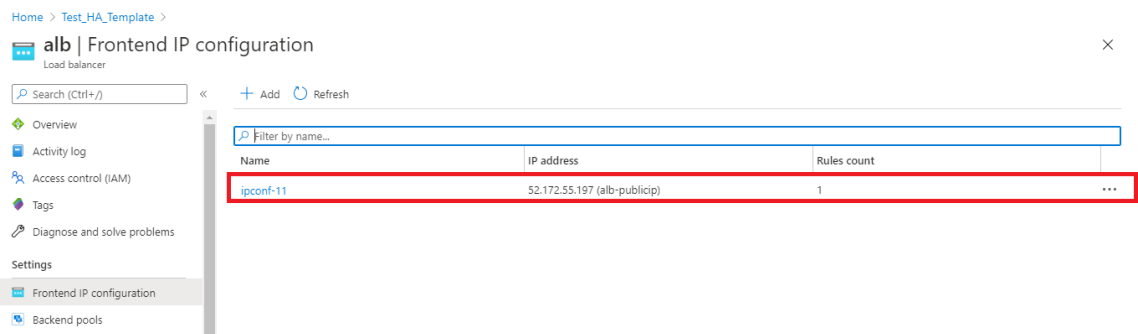 Home > Test_HA_Template >
alb | Frontend IP configuration
Load balancer
Search (Ctrl+/)
Overview
Activity log
Access control (IAM)
Tags
Diagnose and solve problems
Settings
Frontend IP configuration
Backend pools
Add Refresh
Filter by name...
Name IP address Rules count
ipconf-11 52.172.55.197 (alb-publicip) 1